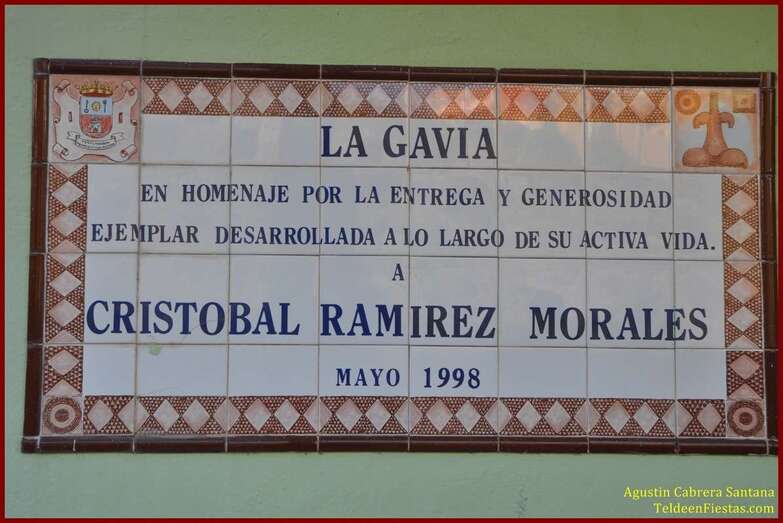 LA GAVIA
EN HOMENAJE POR LA ENTREGA Y GENEROSIDAD
EJEMPLAR DESARROLLADA A LO LARGO DE SU ACTIVA VIDA.
A
CRISTOBAL RAMIREZ MORALES
MAYO 1998
Agustin Cabrera Santana
TeldeenFiestas.com